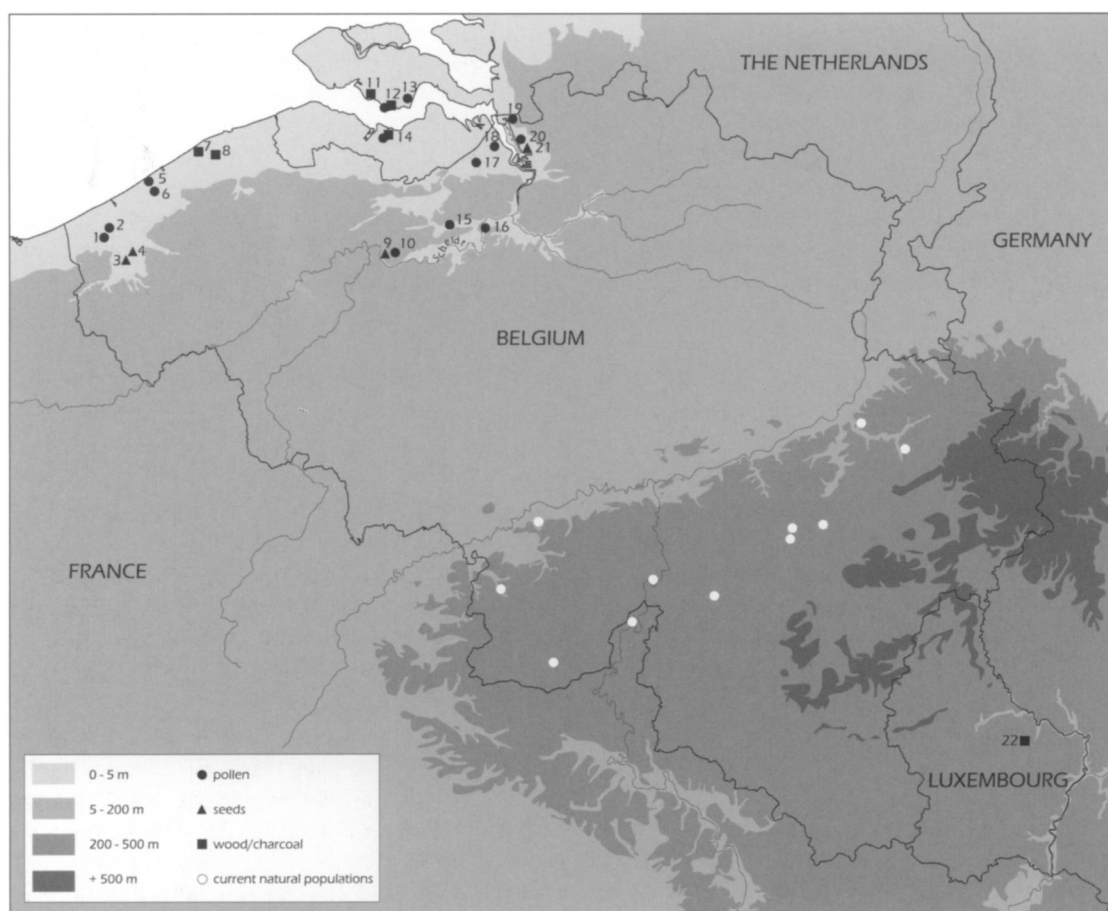 THE NETHERLANDS
11
12
13
14
19
20
21
18
17
7
8
5
6
2
1
4
3
15
16
9
10
Schelde
GERMANY
BELGIUM
FRANCE
22
LUXEMBOURG
0 - 5 m
pollen
5 - 200 m
seeds
200 - 500 m
wood/charcoal
+ 500 m
current natural populations